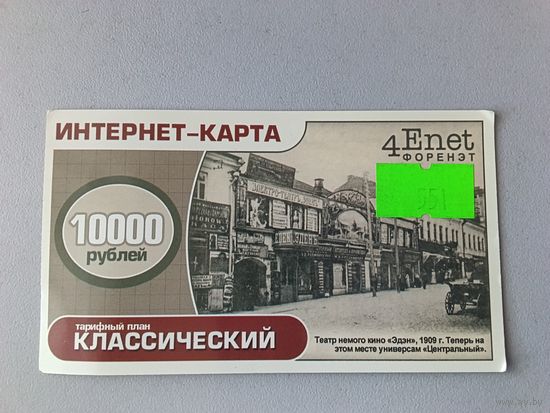 ИНТЕРНЕТ-КАРТА
4Enet
ФОРЕНЭТ
551
10000
рублей
тарифный план
КЛАССИЧЕСКИЙ
Театр немого кино «Эдэн», 1909 г. Теперь на
этом месте универсам «Центральный».